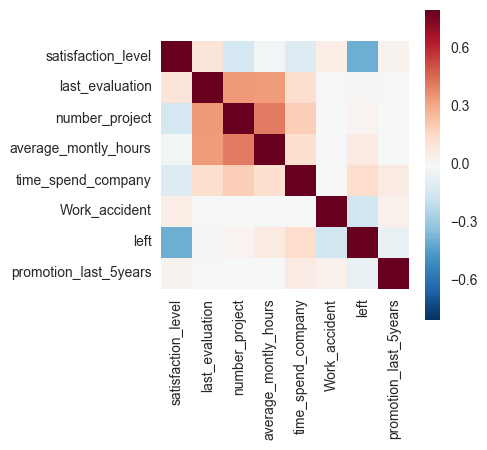 satisfaction_level
last_evaluation
number_project
average_montly_hours
time_spend_company
Work_accident
left
promotion_last_5years
satisfaction_level
last_evaluation
number_project
average_montly_hours
time_spend_company
Work_accident
left
promotion_last_5years
0.6
0.3
0.0
−0.3
−0.6